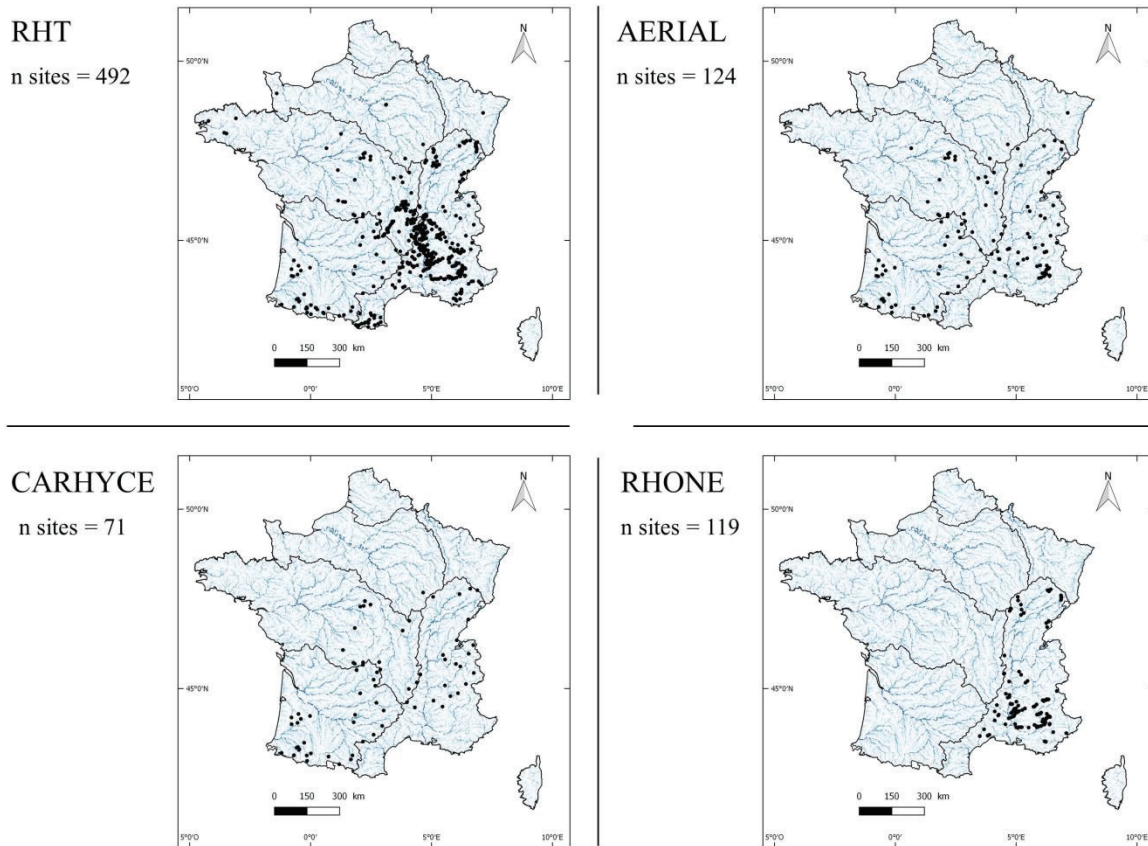 RHT
n sites = 492
N
50°0'N
45°0'N
0 150 300 km
5°0'O 0°0' 5°0'E 10°0'E
AERIAL
n sites = 124
N
50°0'N
45°0'N
0 150 300 km
5°0'O 0°0' 5°0'E 10°0'E
CARHYCE
n sites = 71
N
50°0'N
45°0'N
0 150 300 km
5°0'O 0°0' 5°0'E 10°0'E
RHONE
n sites = 119
N
50°0'N
45°0'N
0 150 300 km
5°0'O 0°0' 5°0'E 10°0'E